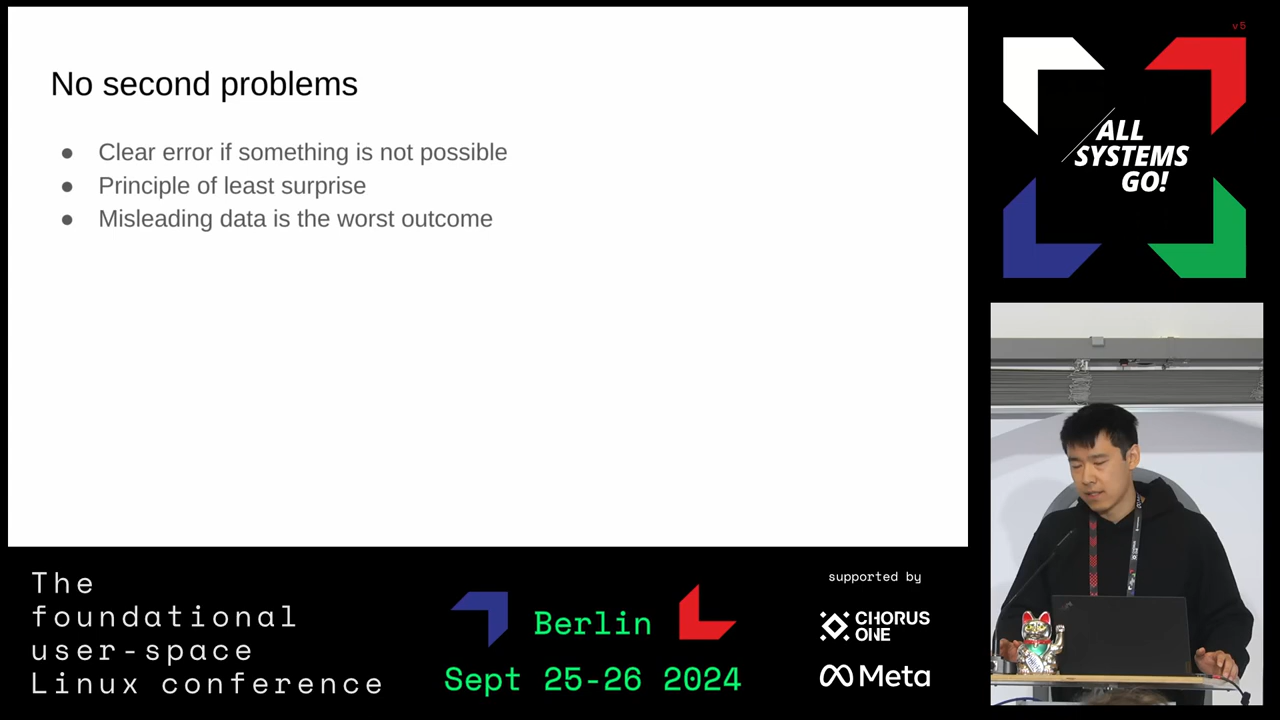 No second problems
● Clear error if something is not possible
● Principle of least surprise
● Misleading data is the worst outcome
v5
ALL
SYSTEMS
GO!
The
foundational
user-space
Linux conference
Berlin
Sept 25-26 2024
supported by
CHORUS
ONE
Meta